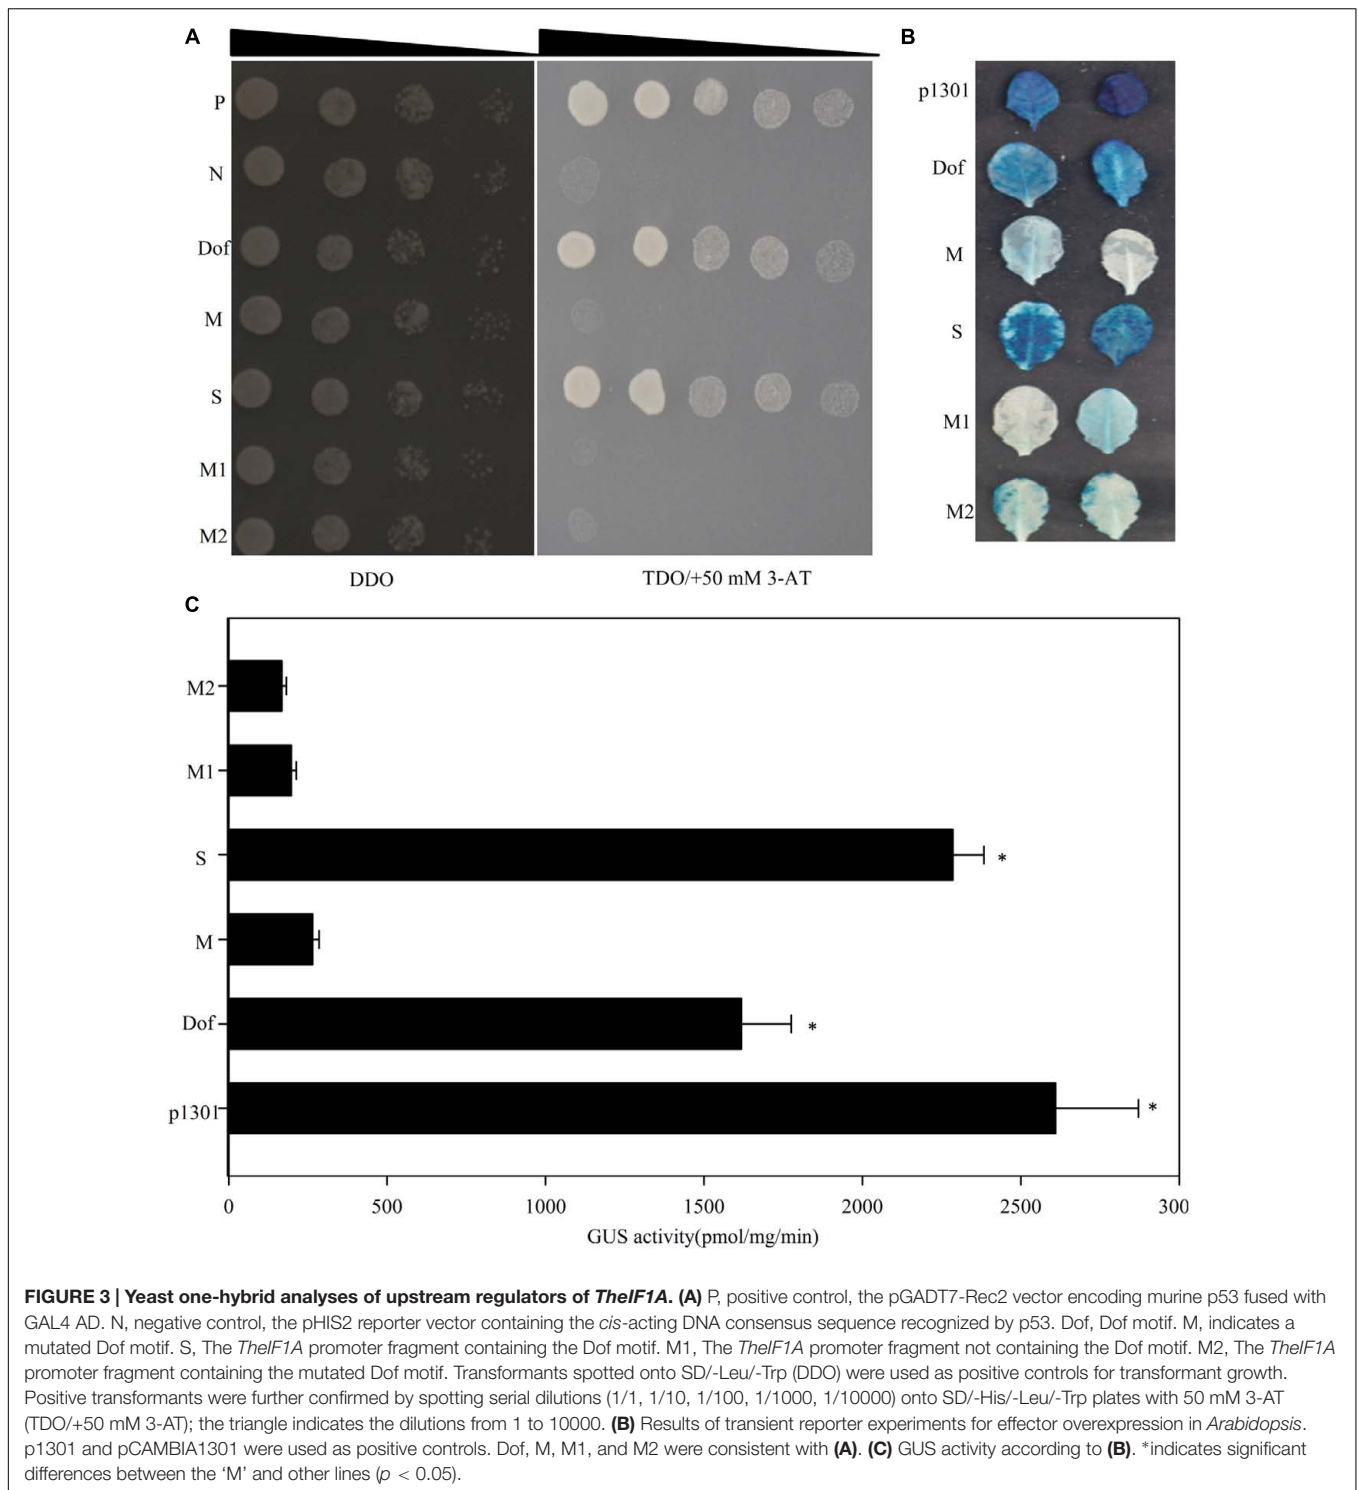 A
B
P
N
Dof
M
S
M1
M2
DDO
TDO/+50 mM 3-AT
p1301
Dof
M
S
M1
M2
C
M2
M1
S
*
M
Dof
*
p1301
*
0 500 1000 1500 2000 2500 300
GUS activity(pmol/mg/min)
FIGURE 3 | Yeast one-hybrid analyses of upstream regulators of TheIF1A. (A) P, positive control, the pGADT7-Rec2 vector encoding murine p53 fused with
GAL4 AD. N, negative control, the pHIS2 reporter vector containing the cis-acting DNA consensus sequence recognized by p53. Dof, Dof motif. M, indicates a
mutated Dof motif. S, The TheIF1A promoter fragment containing the Dof motif. M1, The TheIF1A promoter fragment not containing the Dof motif. M2, The TheIF1A
promoter fragment containing the mutated Dof motif. Transformants spotted onto SD/-Leu/-Trp (DDO) were used as positive controls for transformant growth.
Positive transformants were further confirmed by spotting serial dilutions (1/1, 1/10, 1/100, 1/1000, 1/10000) onto SD/-His/-Leu/-Trp plates with 50 mM 3-AT
(TDO/+50 mM 3-AT); the triangle indicates the dilutions from 1 to 10000. (B) Results of transient reporter experiments for effector overexpression in Arabidopsis.
p1301 and pCAMBIA1301 were used as positive controls. Dof, M, M1, and M2 were consistent with (A). (C) GUS activity according to (B). *indicates significant
differences between the ‘M’ and other lines (p < 0.05).